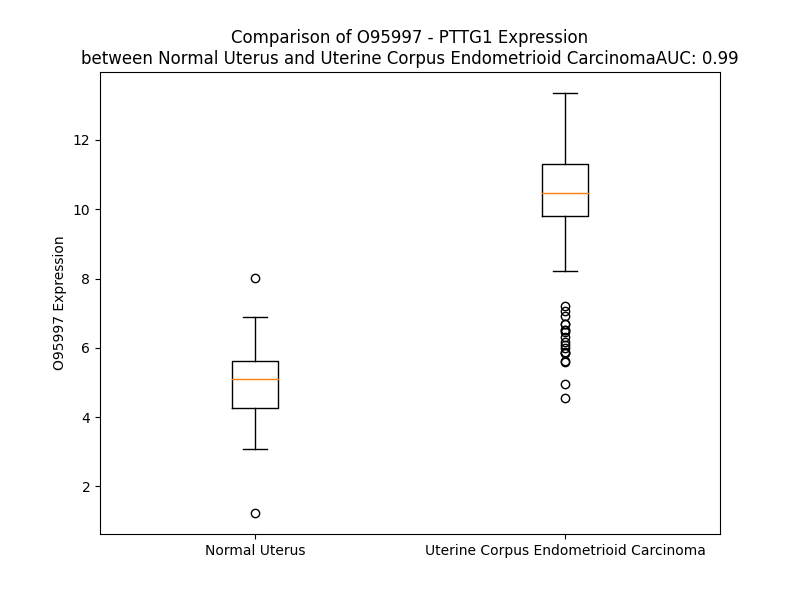 Comparison of O95997 - PTTG1 Expression
between Normal Uterus and Uterine Corpus Endometrioid CarcinomaAUC: 0.99
12
10
8
6
4
2
O95997 Expression
Normal Uterus
Uterine Corpus Endometrioid Carcinoma